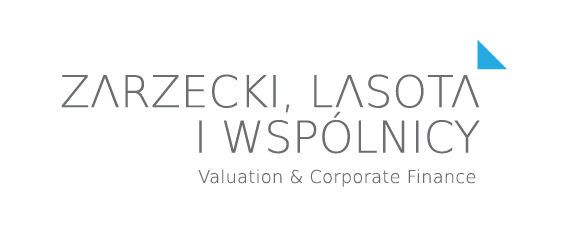 ZARZECKI, LASOTA
I WSPÓLNICY
Valuation & Corporate Finance